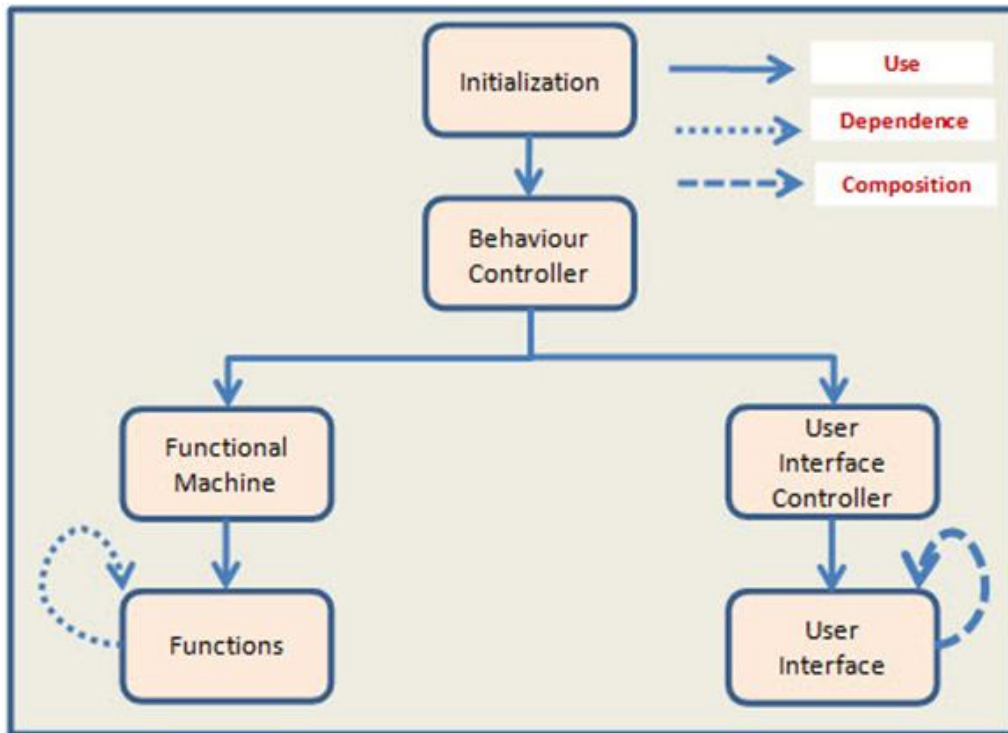 Initialization
Use
Dependence
Composition
Behaviour
Controller
Functional
Machine
User
Interface
Controller
Functions
User
Interface